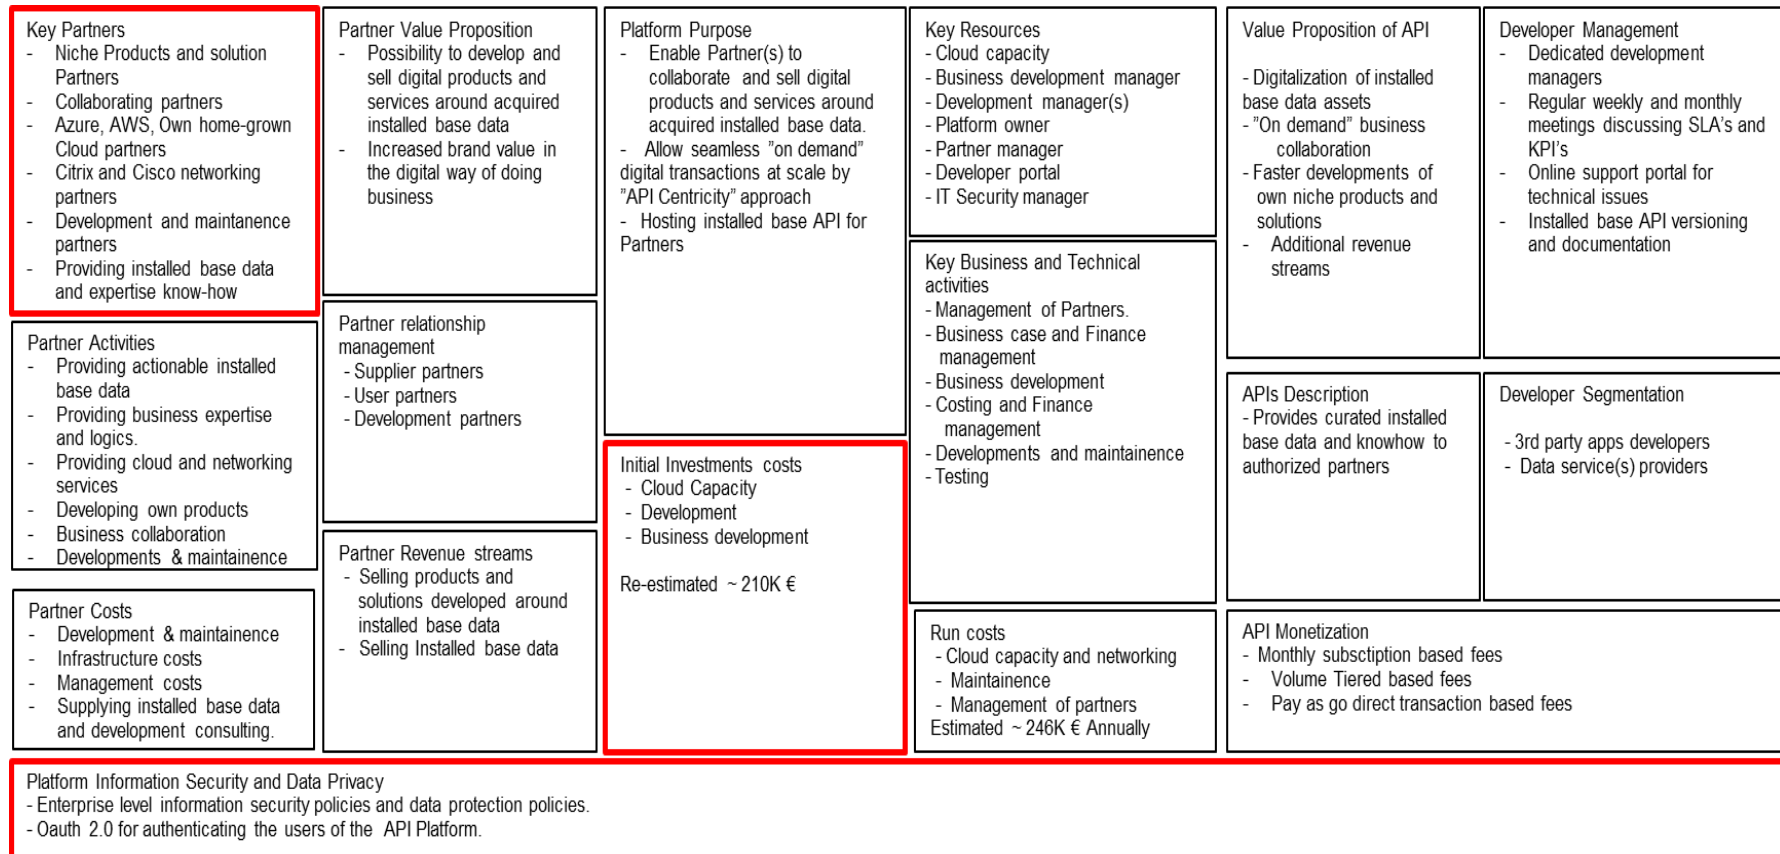 Key Partners
- Niche Products and solution
Partners
- Collaborating partners
- Azure, AWS, Own home-grown
Cloud partners
- Citrix and Cisco networking
partners
- Development and maintanence
partners
- Providing installed base data
and expertise know-how
Partner Activities
- Providing actionable installed
base data
- Providing business expertise
and logics.
- Providing cloud and networking
services
- Developing own products
- Business collaboration
- Developments & maintainence
Partner Costs
- Development & maintainence
- Infrastructure costs
- Management costs
- Supplying installed base data
and development consulting.
Partner Value Proposition
- Possibility to develop and
sell digital products and
services around acquired
installed base data
- Increased brand value in
the digital way of doing
business
Partner relationship
management
- Supplier partners
- User partners
- Development partners
Partner Revenue streams
- Selling products and
solutions developed around
installed base data
- Selling Installed base data
Platform Purpose
- Enable Partner(s) to
collaborate and sell digital
products and services around
acquired installed base data.
- Allow seamless ”on demand”
digital transactions at scale by
”API Centricity” approach
- Hosting installed base API for
Partners
Initial Investments costs
- Cloud Capacity
- Development
- Business development
Re-estimated ~ 210K €
Key Resources
- Cloud capacity
- Business development manager
- Development manager(s)
- Platform owner
- Partner manager
- Developer portal
- IT Security manager
Key Business and Technical
activities
- Management of Partners.
- Business case and Finance
management
- Business development
- Costing and Finance
management
- Developments and maintainence
- Testing
Run costs
- Cloud capacity and networking
- Maintainence
- Management of partners
Estimated ~ 246K € Annually
Value Proposition of API
- Digitalization of installed
base data assets
- ”On demand” business
collaboration
- Faster developments of
own niche products and
solutions
- Additional revenue
streams
APIs Description
- Provides curated installed
base data and knowhow to
authorized partners
Developer Management
- Dedicated development
managers
- Regular weekly and monthly
meetings discussing SLA's and
KPI's
- Online support portal for
technical issues
- Installed base API versioning
and documentation
Developer Segmentation
- 3rd party apps developers
- Data service(s) providers
API Monetization
- Monthly subsctiption based fees
- Volume Tiered based fees
- Pay as go direct transaction based fees
Platform Information Security and Data Privacy
- Enterprise level information security policies and data protection policies.
- Oauth 2.0 for authenticating the users of the API Platform.